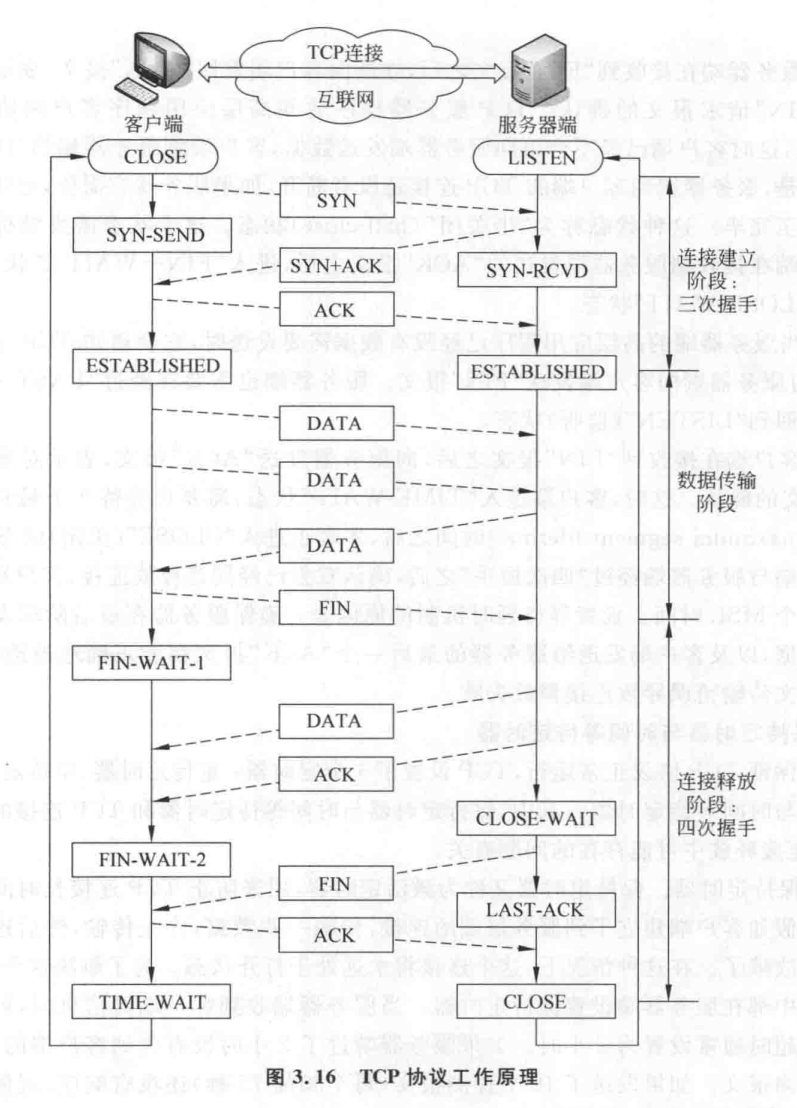 TCP连接
互联网
客户端
服务器端
CLOSE
LISTEN
SYN
SYN-SEND
SYN+ACK
SYN-RCVD
连接建立
阶段：
三次握手
ACK
ESTABLISHED
ESTABLISHED
DATA
DATA
数据传输
阶段
DATA
FIN
FIN-WAIT-1
DATA
ACK
连接释放
阶段：
四次握手
CLOSE-WAIT
FIN-WAIT-2
FIN
LAST-ACK
ACK
TIME-WAIT
CLOSE
图 3.16 TCP 协议工作原理